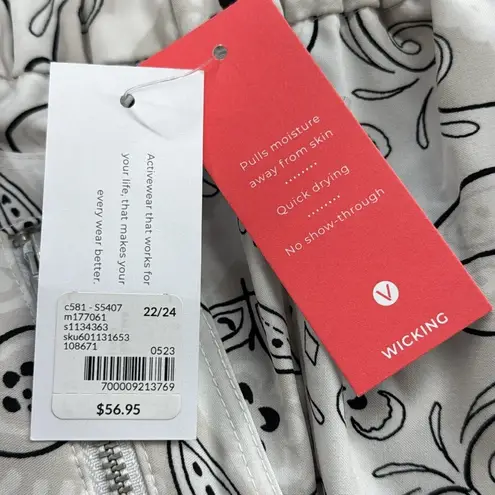 Activewear that works for
your life, that makes your
every wear better.
c581 - S5407
22/24
m177061
s1134363
sku601131653
108671
0523
700009213769
$56.95
Pulls moisture
away from skin
Quick drying
No show-through
V
WICKING